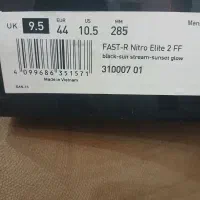 UK EUR US MM Men
9.5 44 10.5 285
FAST-R Nitro Elite 2 FF
black-sun stream-sunset glow
310007 01
4 099686 351571
Made in Vietnam